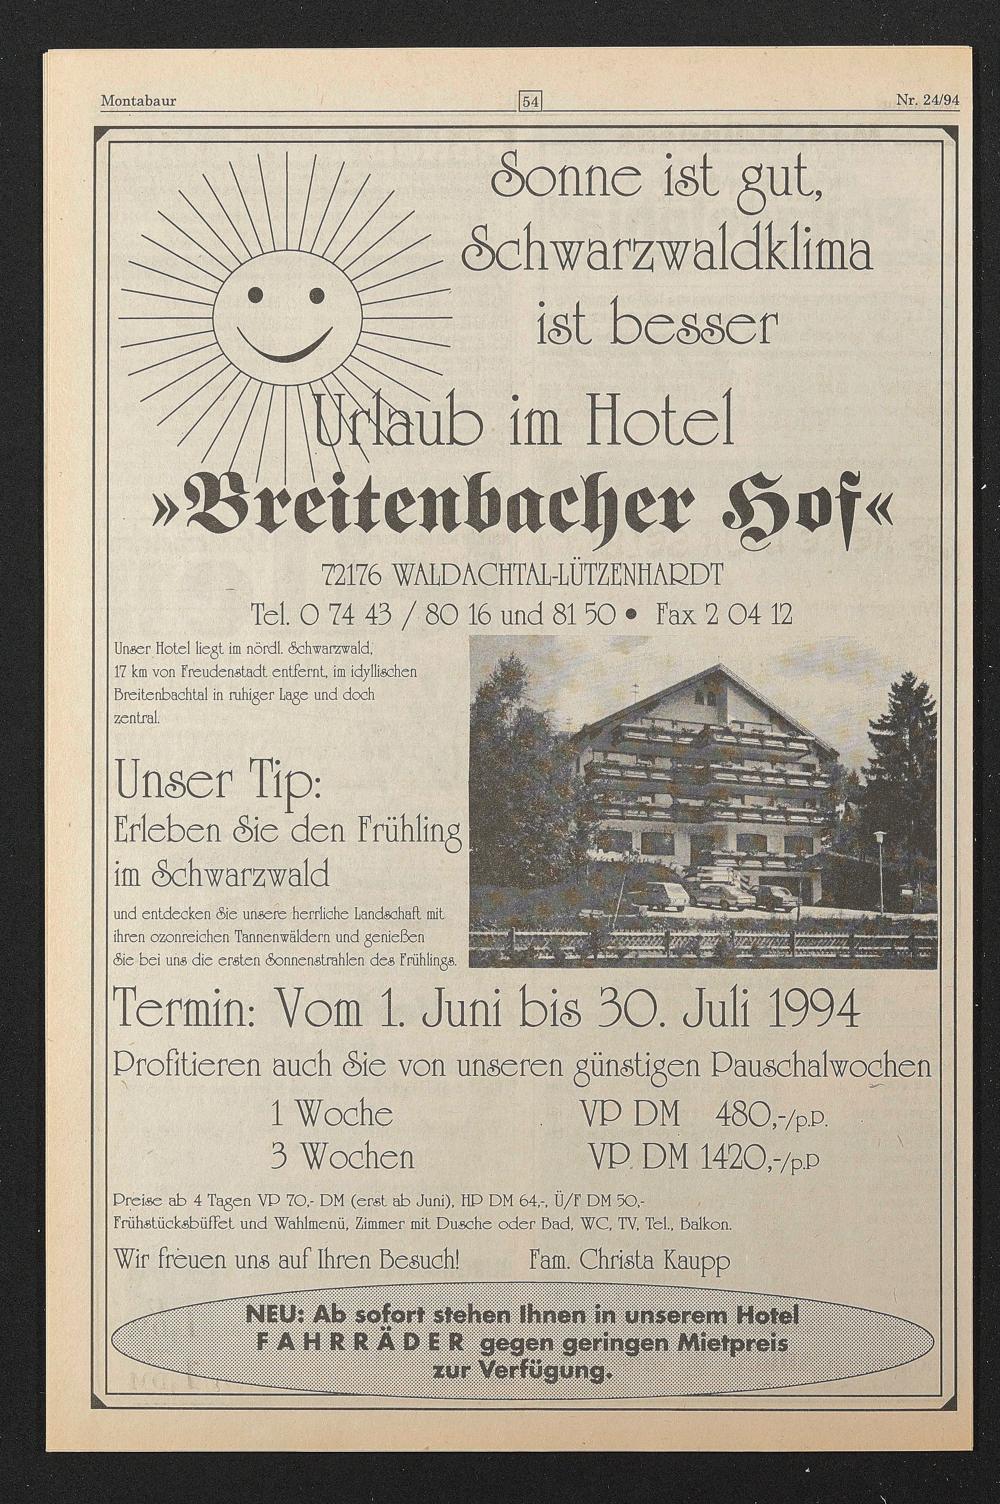 Montabaur 54 Nr. 24/94
Sonne ist gut,
Schwarzwaldklima
ist besser
Urlaub im Hotel
»Breitenbacher Hof«
72176 WALDACHTAL-LÜTZENHARDT
Tel. 0 74 43 / 80 16 und 81 50 • Fax 2 04 12
Unser Hotel liegt im nördl. Schwarzwald,
17 km von Freudenstadt entfernt, im idyllischen
Breitenbachtal in ruhiger Lage und doch
zentral.
Unser Tip:
Erleben Sie den Frühling
im Schwarzwald
und entdecken Sie unsere herrliche Landschaft mit
ihren ozonreichen Tannenwäldern und genießen
Sie bei uns die ersten Sonnenstrahlen des Frühlings.
Termin: Vom 1. Juni bis 30. Juli 1994
Profitieren auch Sie von unseren günstigen Pauschalwochen
1 Woche VP DM 480,-/p.P.
3 Wochen VP. DM 1420,-/p.P
Preise ab 4 Tagen VP 70,- DM (erst ab Juni), HP DM 64,-, Ü/F DM 50,-
Frühstücksbüffet und Wahlmenü, Zimmer mit Dusche oder Bad, WC, TV, Tel., Balkon.
Wir freuen uns auf Ihren Besuch! Fam. Christa Kaupp
NEU: Ab sofort stehen Ihnen in unserem Hotel
FAHRRÄDER gegen geringen Mietpreis
zur Verfügung.